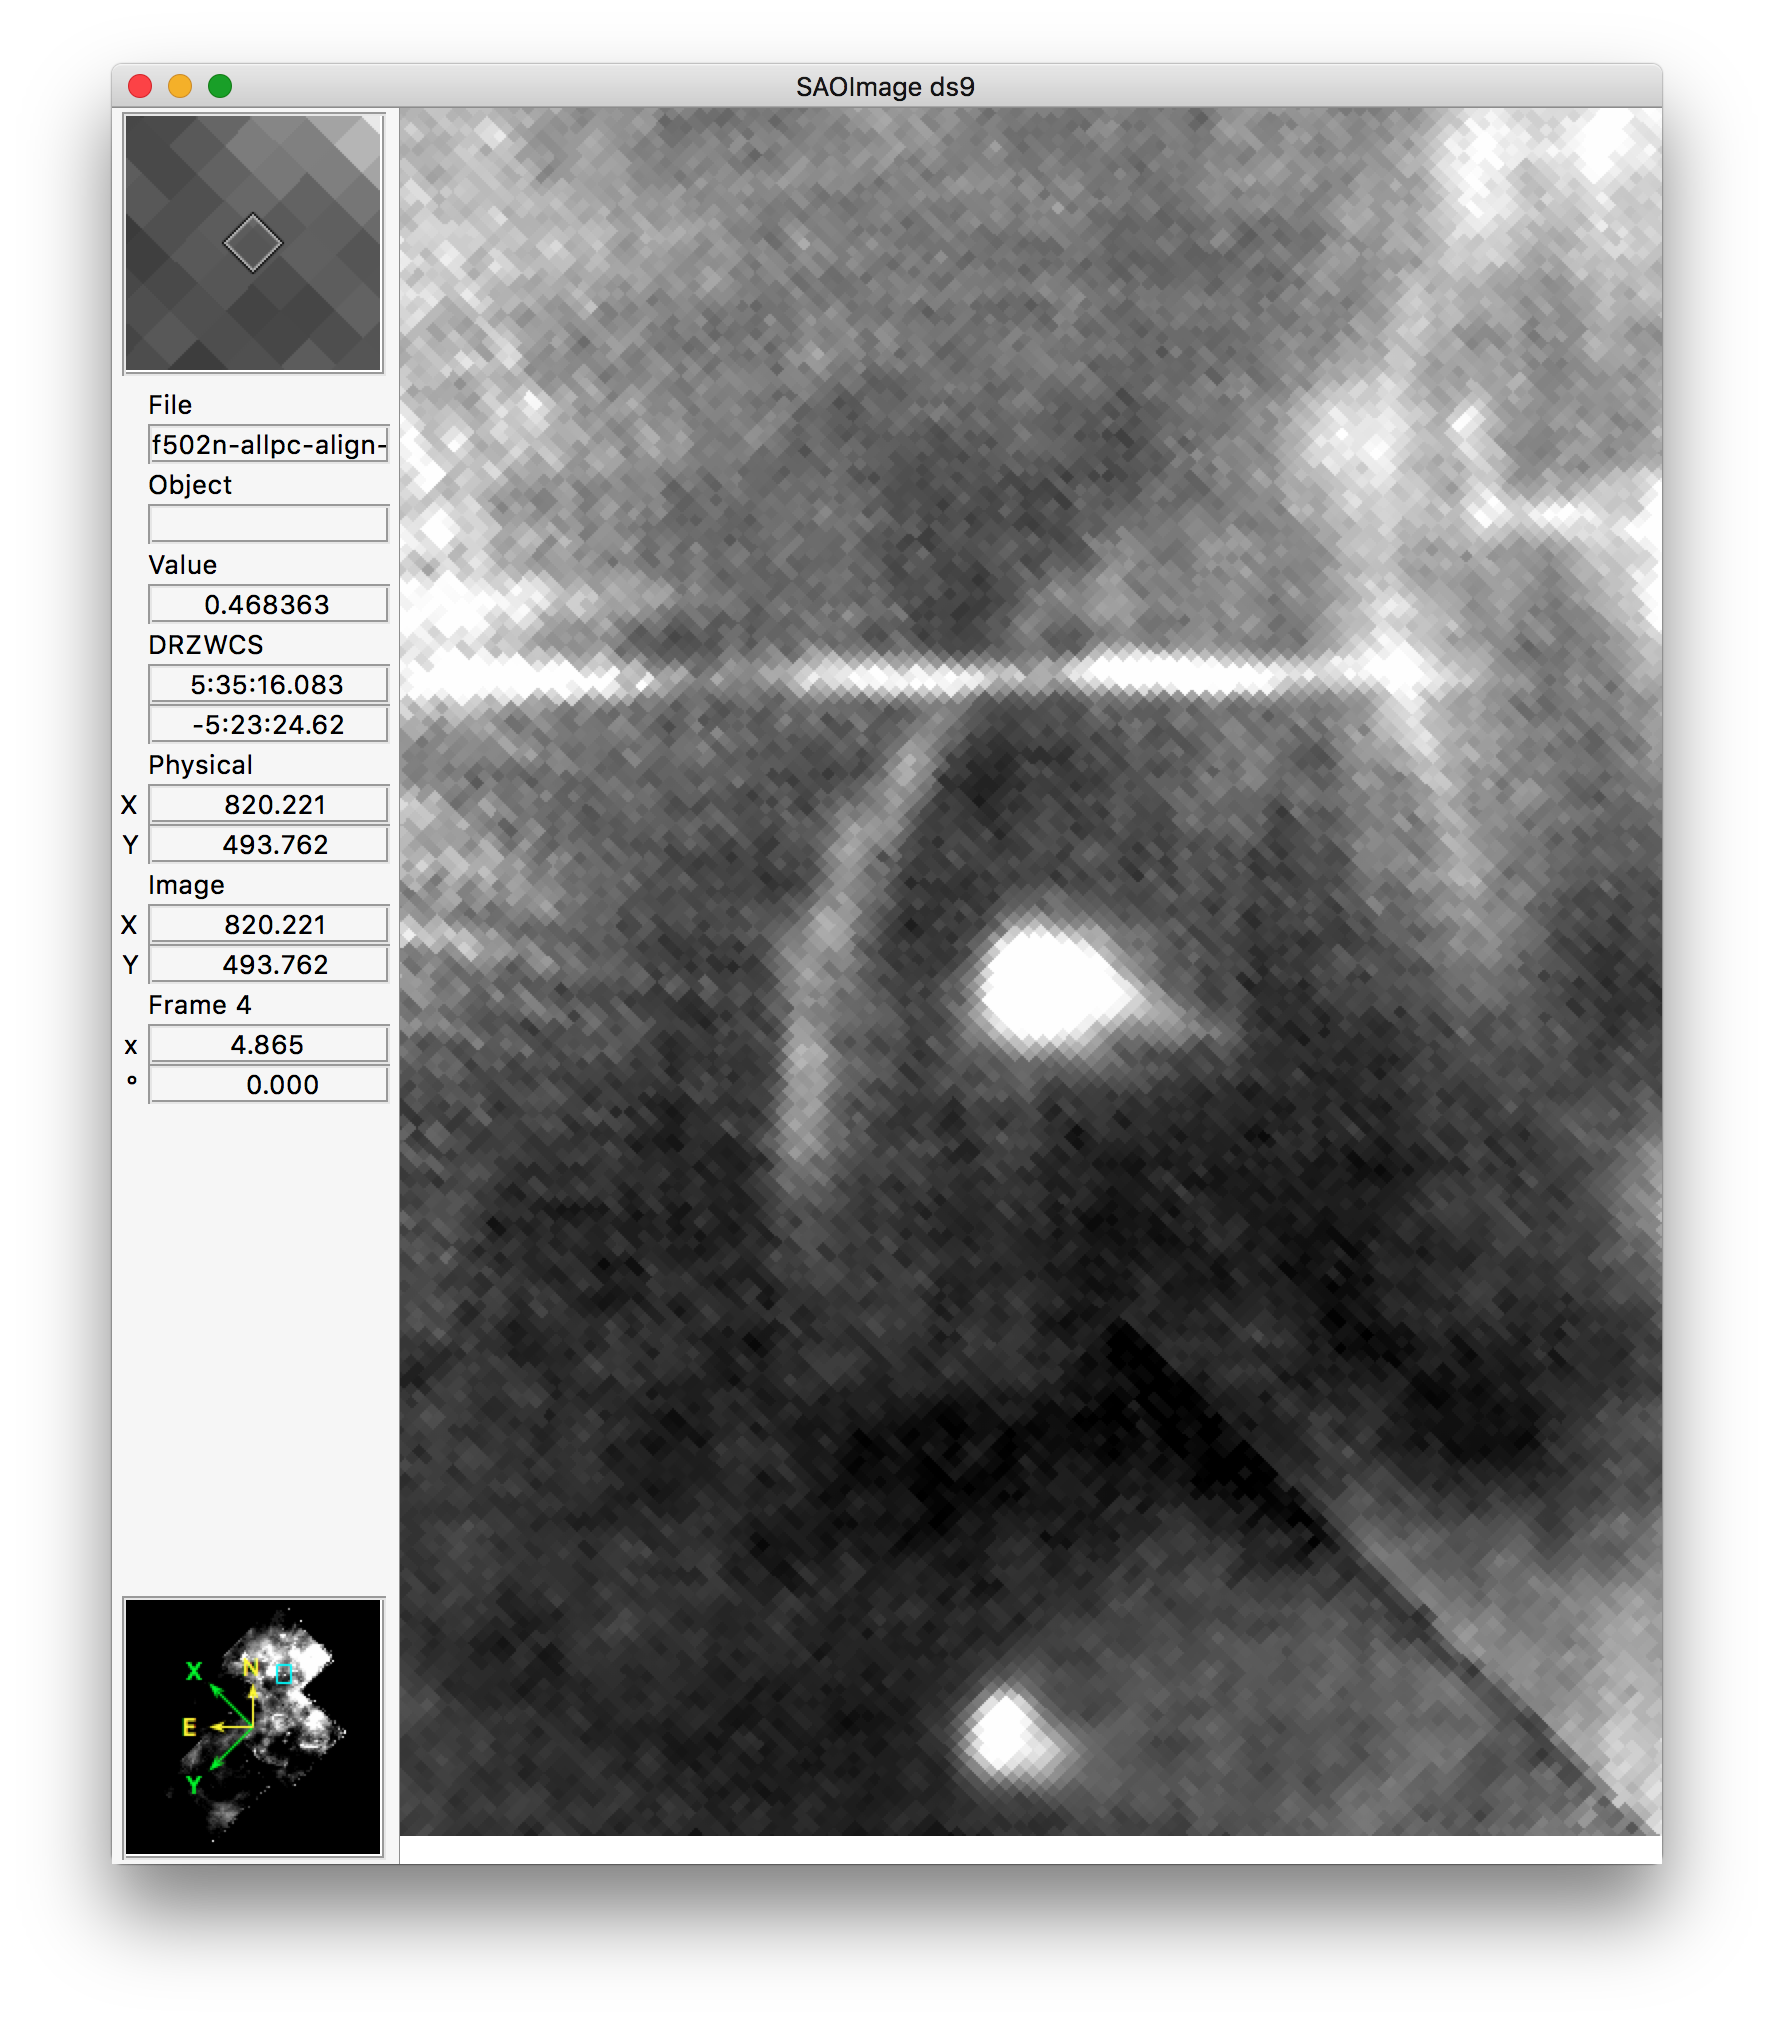 SAOImage ds9
File
f502n-allpc-align-
Object
Value
0.468363
DRZWCS
5:35:16.083
-5:23:24.62
Physical
X 820.221
Y 493.762
Image
X 820.221
Y 493.762
Frame 4
x 4.865
° 0.000
X N
E
Y